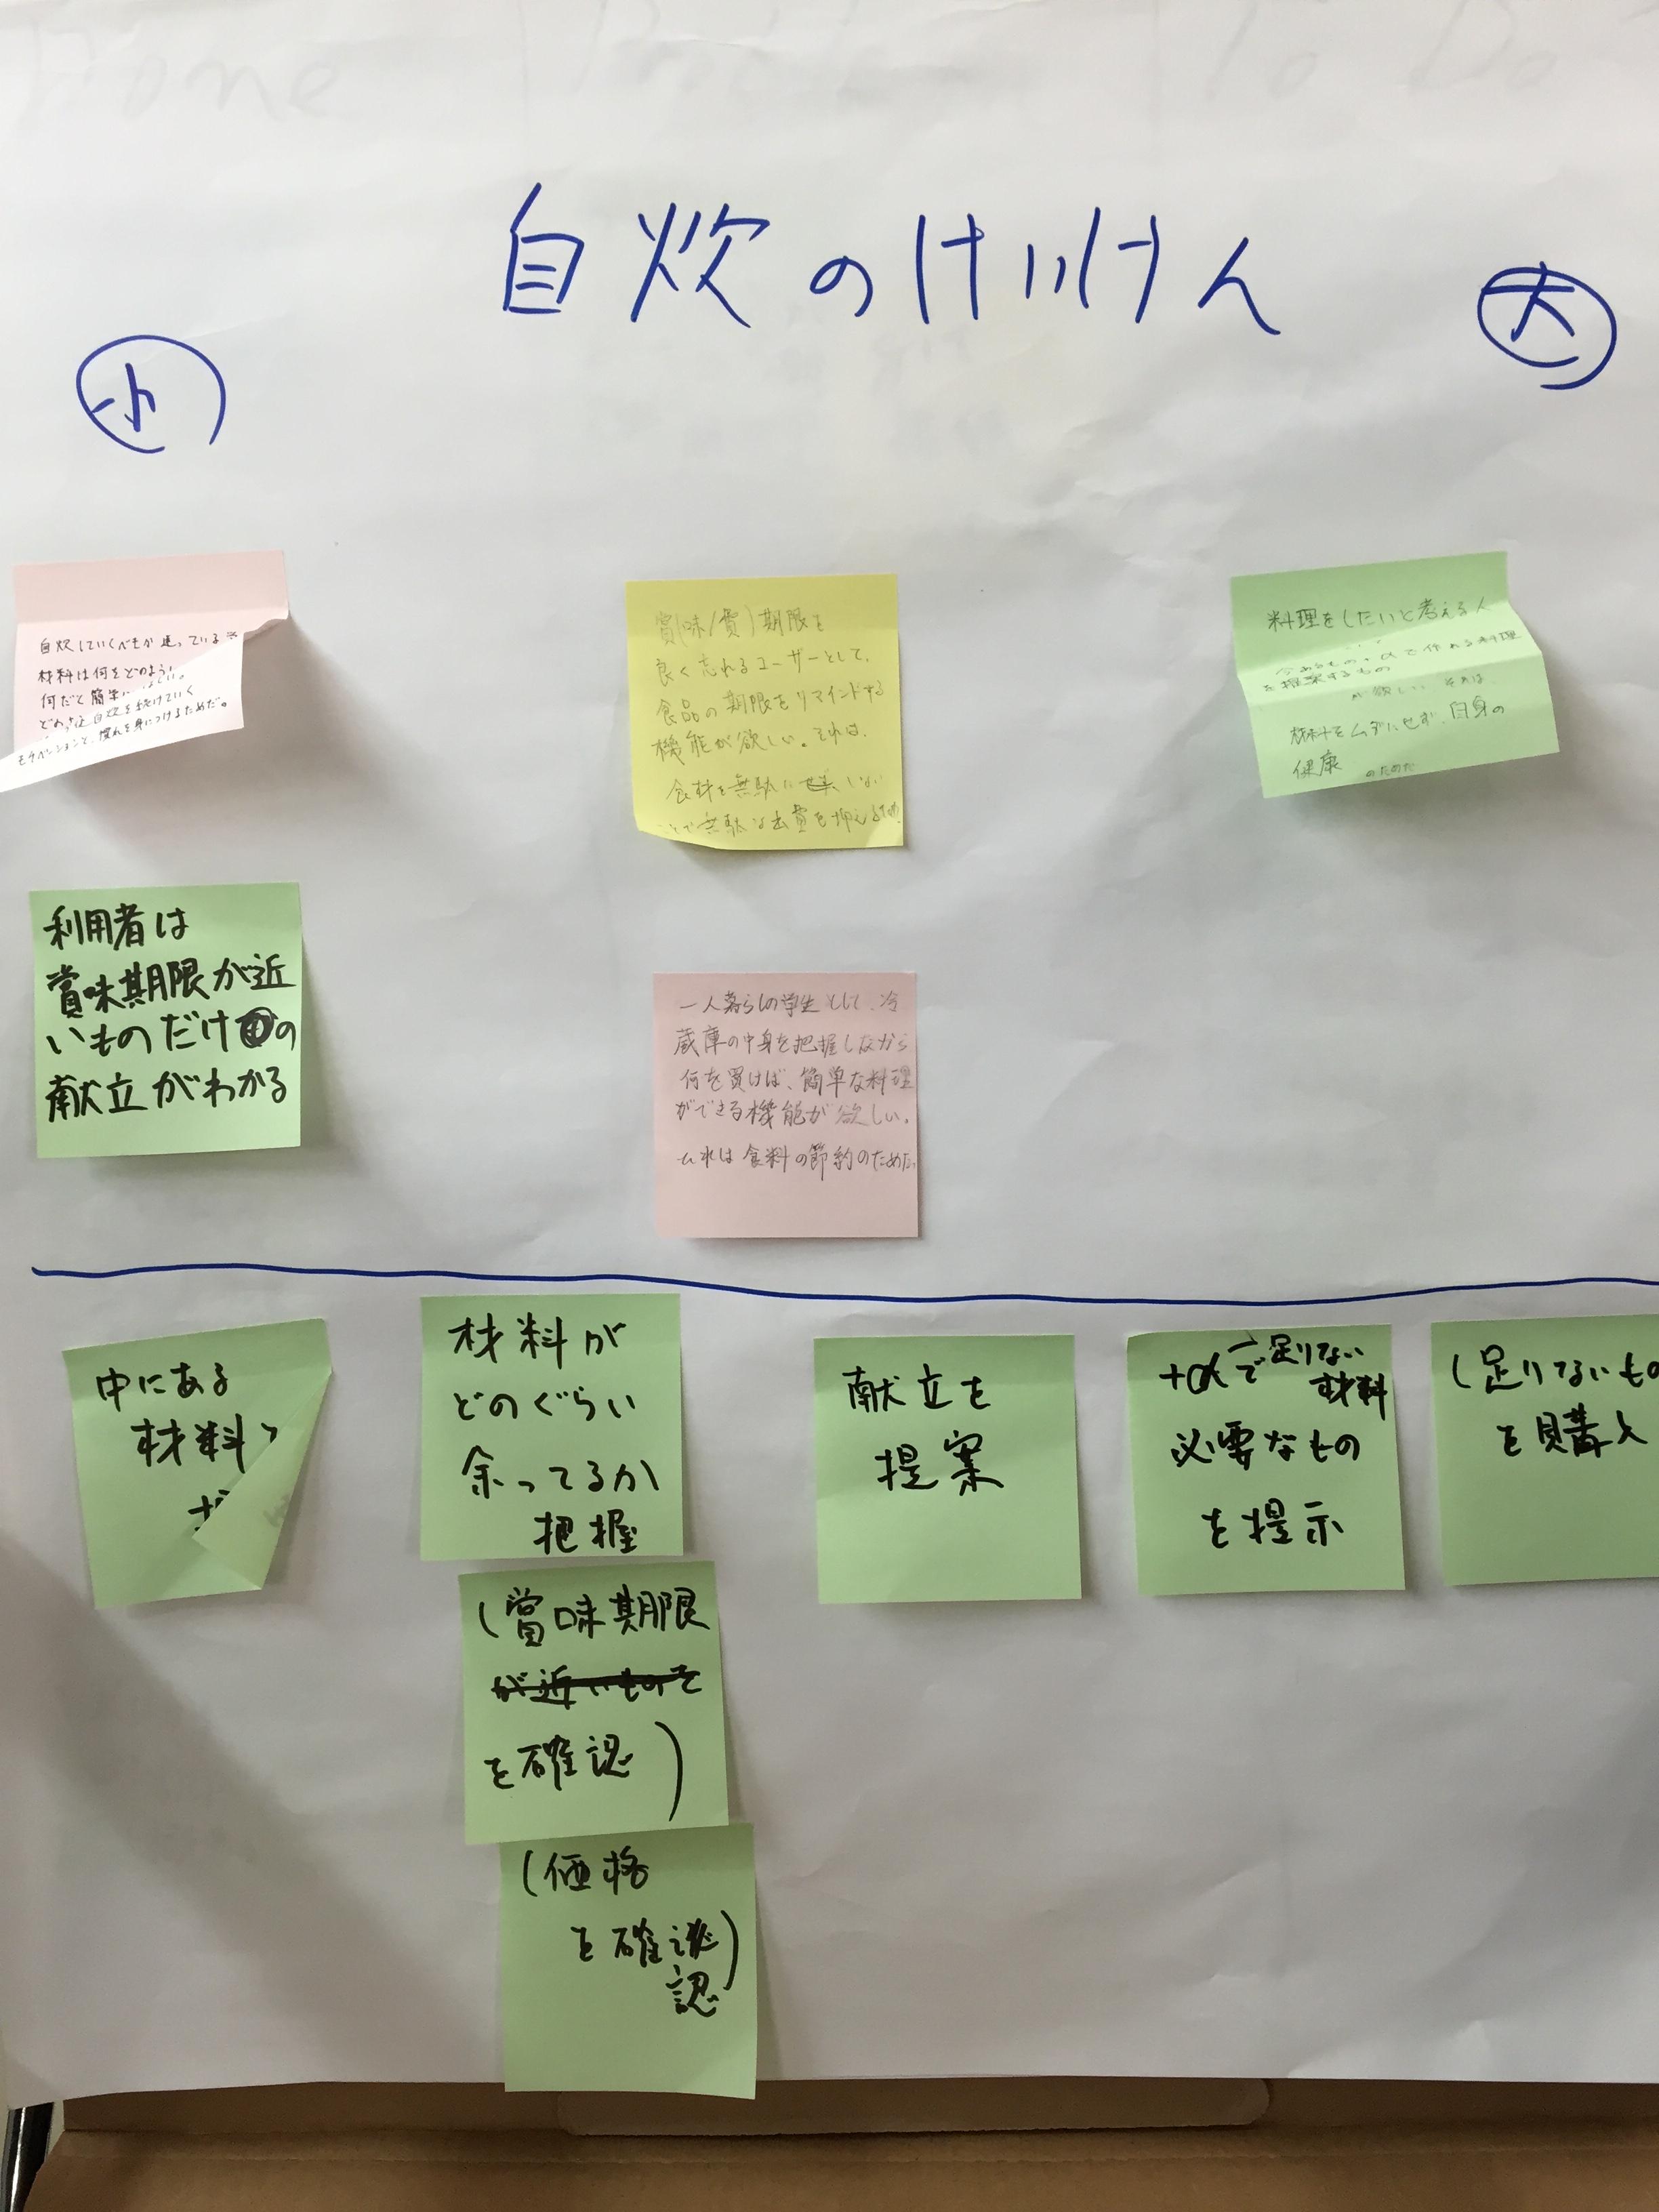 Done
To Do
自炊のけいけん
小
大
自炊していくべきか迷っている
材料は何をどのように
何だと簡単に
自炊を続けていく
モチベーションと、慣れを身につけるためだ。
賞(味/費)期限を
良く忘れるユーザーとして、
食品の期限をリマインドする
機能が欲しい。それは、
食料を無駄に
ことで無駄な出費を抑えるため
料理をしたいと考える人
今あるもの+αで作れる料理
を提案するもの
が欲しい それは、
材料をムダにせず、自身の
健康 のためだ
利用者は
賞味期限が近
いものだけの
献立がわかる
一人暮らしの学生として、冷
蔵庫の中身を把握しながら
何を買けば、簡単な料理
ができる機能が欲しい。
それは食料の節約のためだ
中にある
材料
材料が
どのぐらい
余ってるか
把握
(賞味期限
が近いものを
を確認)
(価格
を確認)
認
献立を
提案
+αで→足りない
材料
必要なもの
を提示
(足りてないもの
を購入